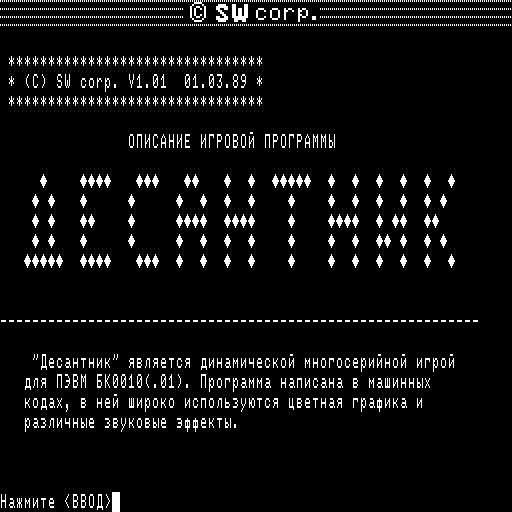 © SW corp.
********************************
* (C) SW corp. V1.01  01.03.89 *
********************************
ОПИСАНИЕ ИГРОВОЙ ПРОГРАММЫ
ДЕСАНТНИК
------------------------------------------------------------
"Десантник" является динамической многосерийной игрой
для ПЭВМ БК0010(.01). Программа написана в машинных
кодах, в ней широко используются цветная графика и
различные звуковые эффекты.
Нажмите <ВВОД>